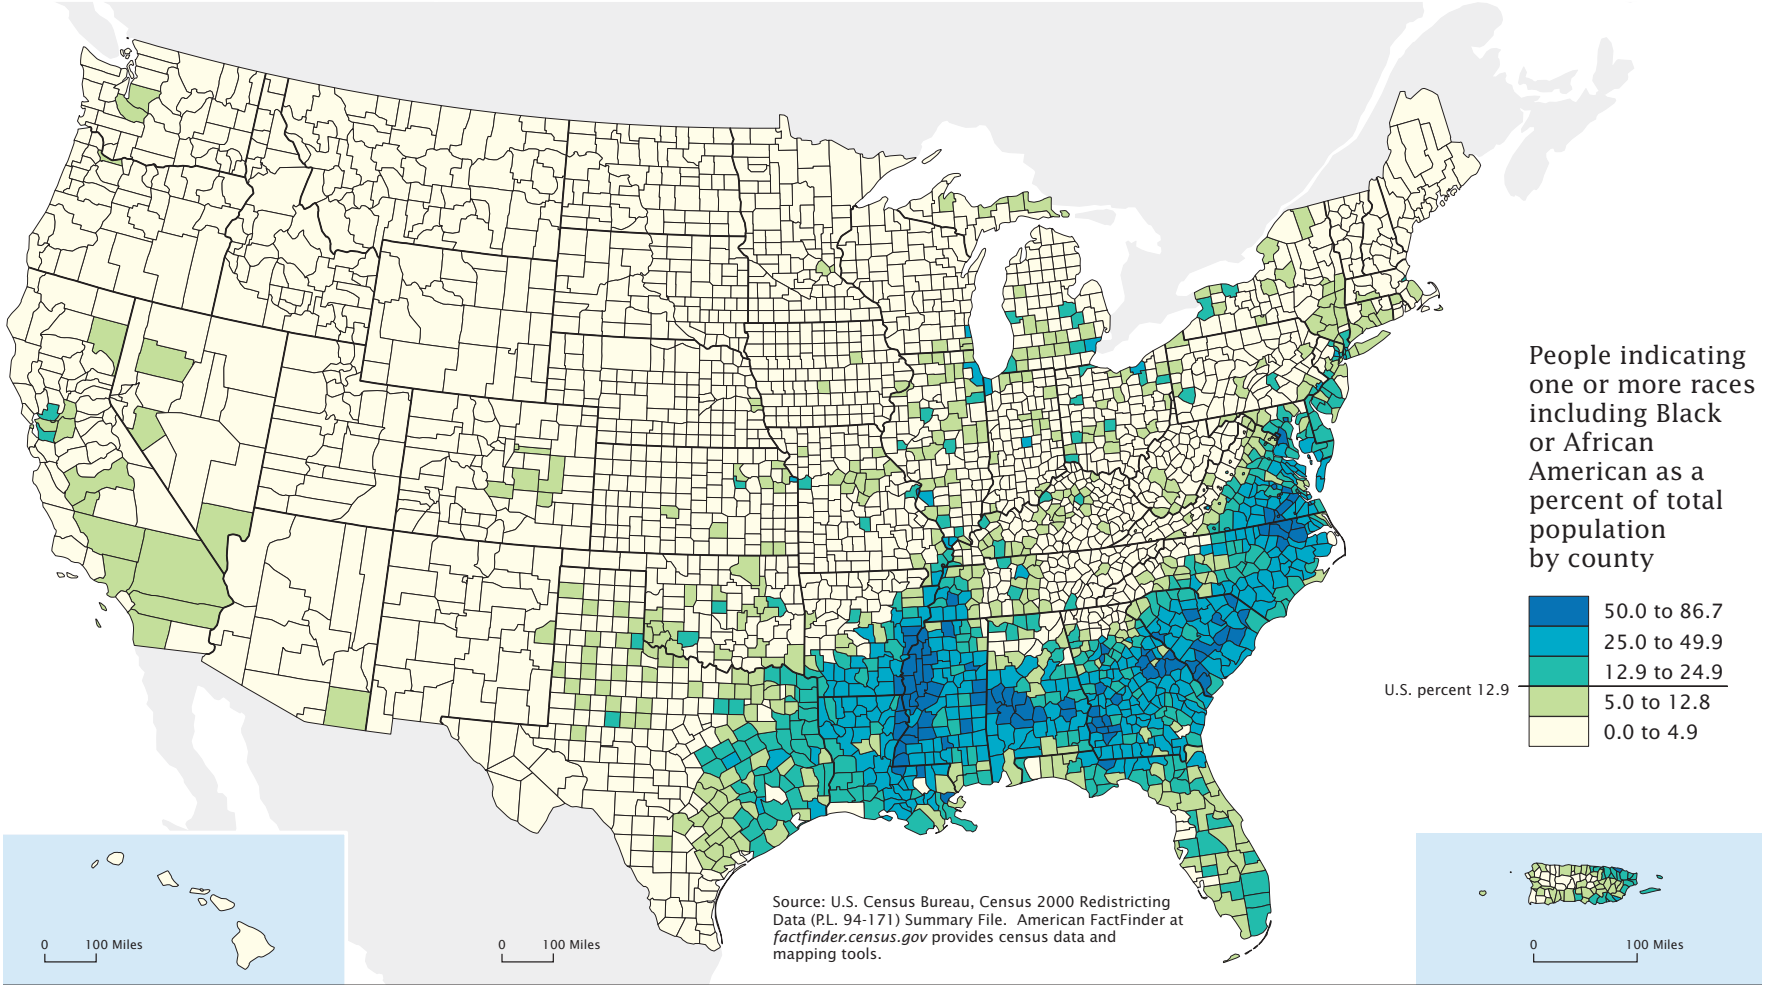 People indicating
one or more races
including Black
or African
American as a
percent of total
population
by county
50.0 to 86.7
25.0 to 49.9
12.9 to 24.9
U.S. percent 12.9
5.0 to 12.8
0.0 to 4.9
Source: U.S. Census Bureau, Census 2000 Redistricting
Data (P.L. 94-171) Summary File.  American FactFinder at
factfinder.census.gov provides census data and
mapping tools.
0 100 Miles
0 100 Miles
0 100 Miles